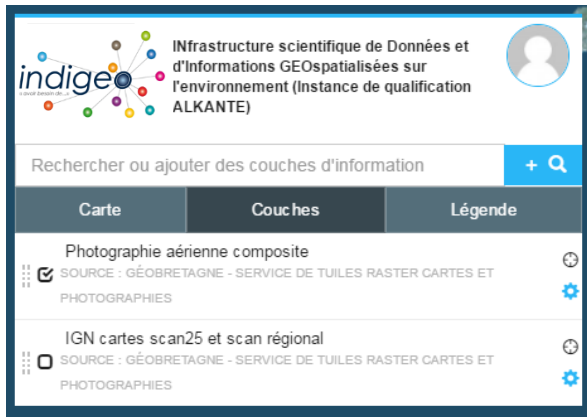 INfrastructure scientifique de Données et
d'Informations GEOspatialisées sur
l'environnement (Instance de qualification
ALKANTE)
indigeo
Rechercher ou ajouter des couches d'information
+
Carte
Couches
Légende
Photographie aérienne composite
SOURCE : GÉOBRETAGNE - SERVICE DE TUILES RASTER CARTES ET
PHOTOGRAPHIES
IGN cartes scan25 et scan régional
SOURCE : GÉOBRETAGNE - SERVICE DE TUILES RASTER CARTES ET
PHOTOGRAPHIES